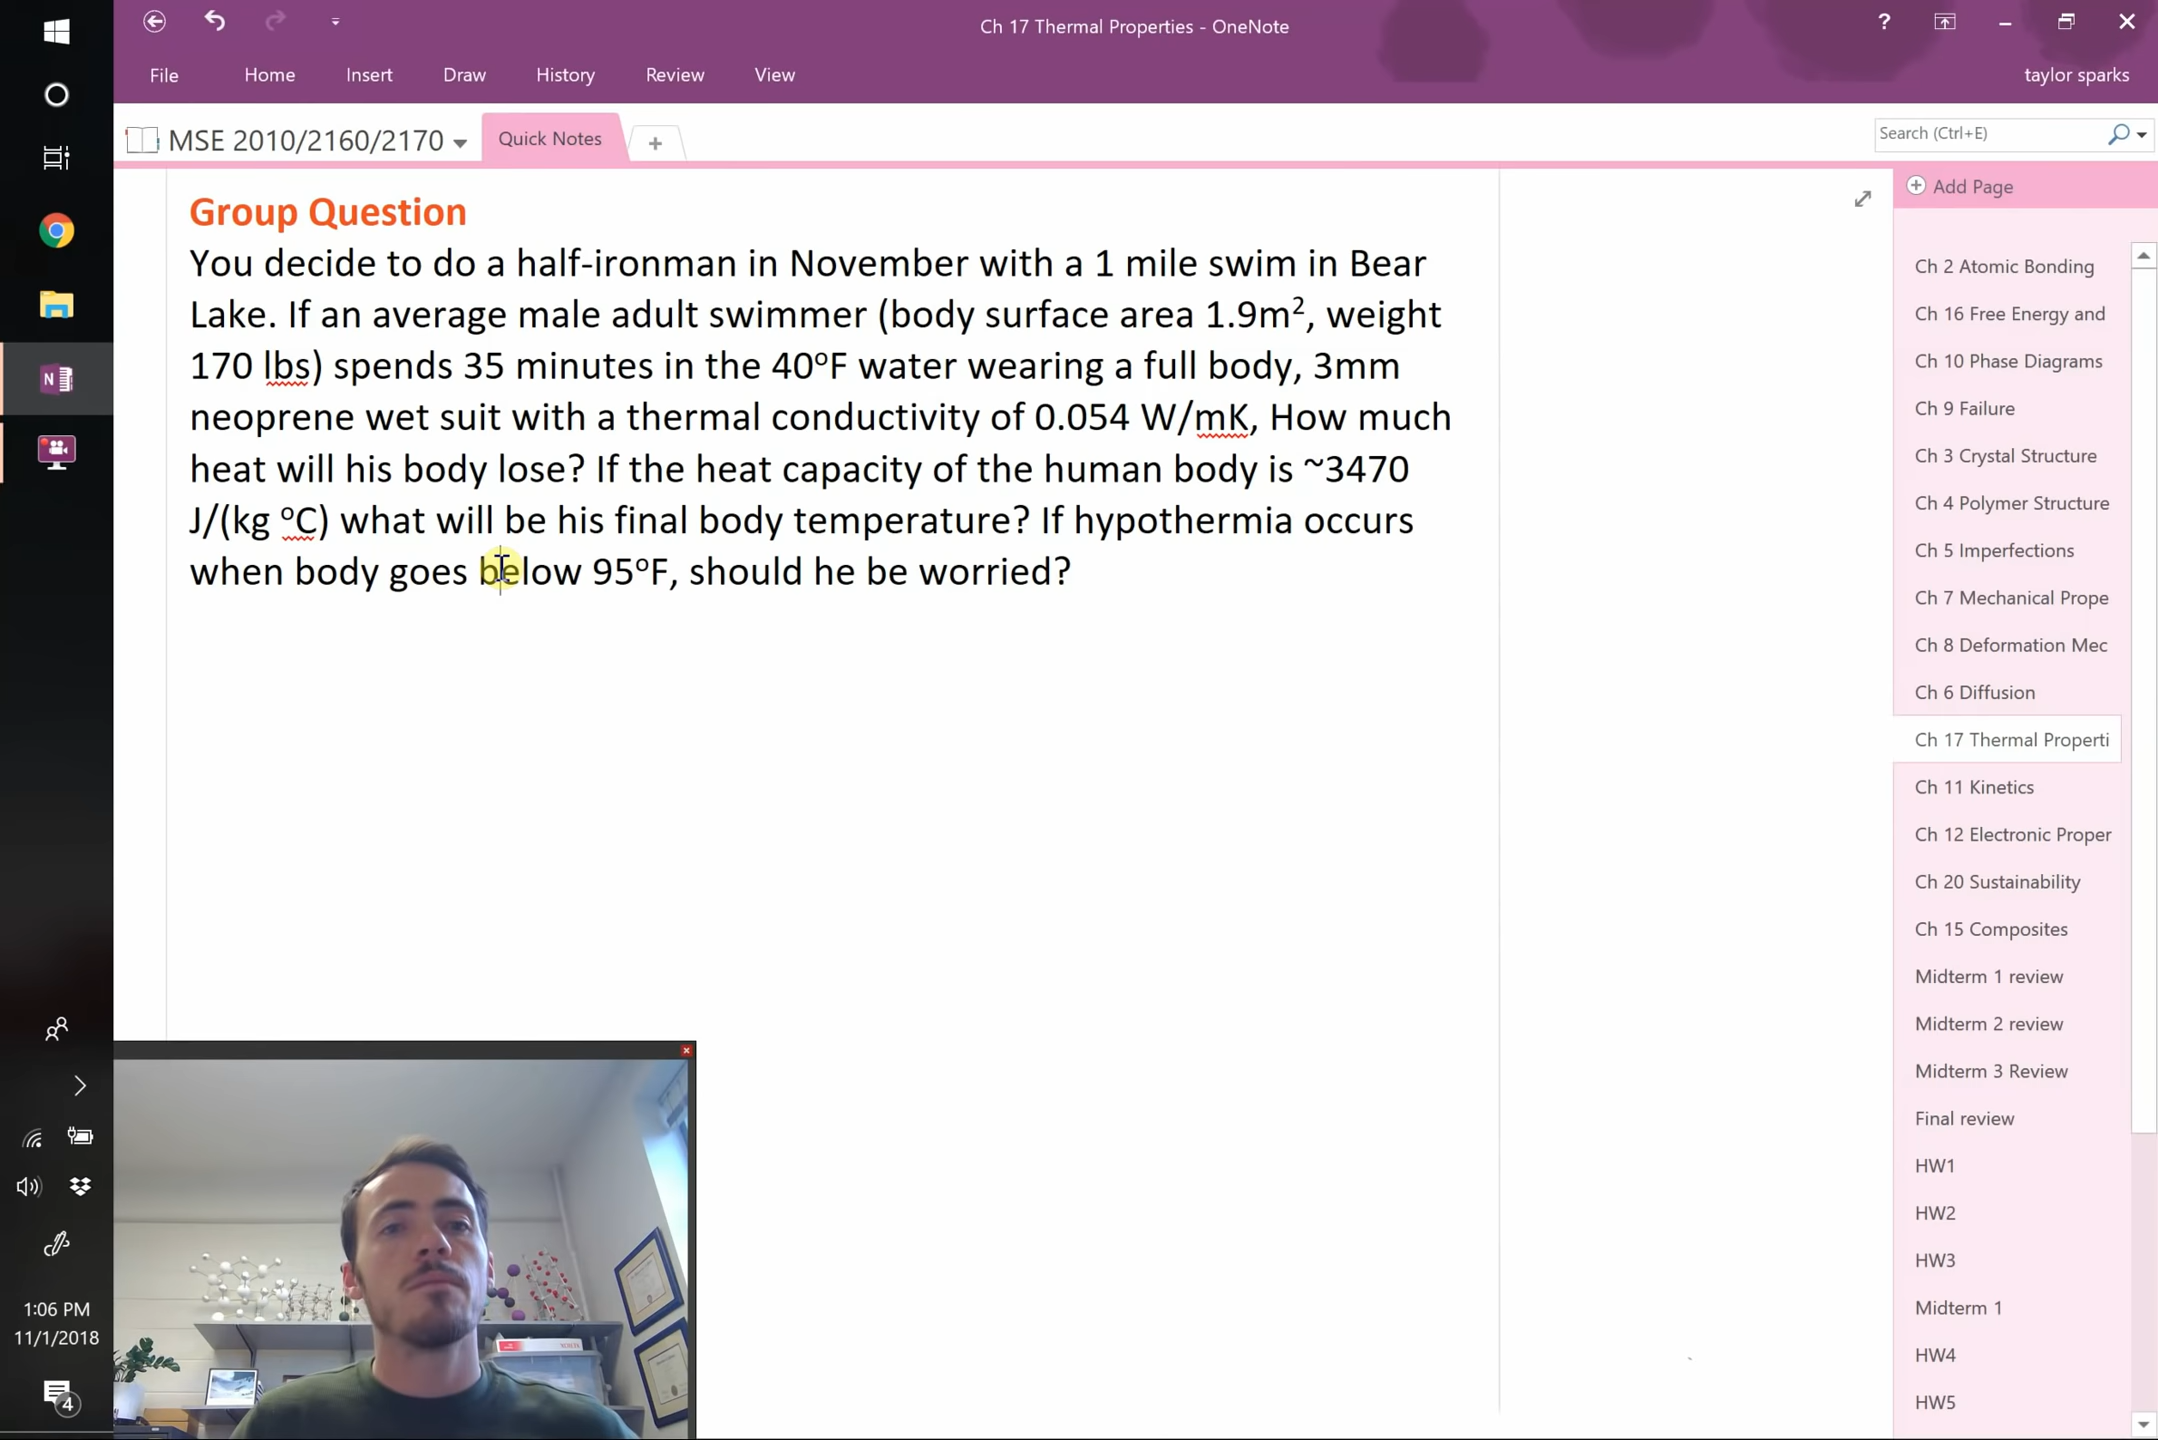 Ch 17 Thermal Properties - OneNote
?
File Home Insert Draw History Review View
taylor sparks
MSE 2010/2160/2170
Quick Notes
+
Search (Ctrl+E)
Group Question
You decide to do a half-ironman in November with a 1 mile swim in Bear
Lake. If an average male adult swimmer (body surface area 1.9m², weight
170 lbs) spends 35 minutes in the 40°F water wearing a full body, 3mm
neoprene wet suit with a thermal conductivity of 0.054 W/mK, How much
heat will his body lose? If the heat capacity of the human body is ~3470
J/(kg °C) what will be his final body temperature? If hypothermia occurs
when body goes below 95°F, should he be worried?
Add Page
Ch 2 Atomic Bonding
Ch 16 Free Energy and
Ch 10 Phase Diagrams
Ch 9 Failure
Ch 3 Crystal Structure
Ch 4 Polymer Structure
Ch 5 Imperfections
Ch 7 Mechanical Prope
Ch 8 Deformation Mec
Ch 6 Diffusion
Ch 17 Thermal Properti
Ch 11 Kinetics
Ch 12 Electronic Proper
Ch 20 Sustainability
Ch 15 Composites
Midterm 1 review
Midterm 2 review
Midterm 3 Review
Final review
HW1
HW2
HW3
Midterm 1
HW4
HW5
N
1:06 PM
11/1/2018
4